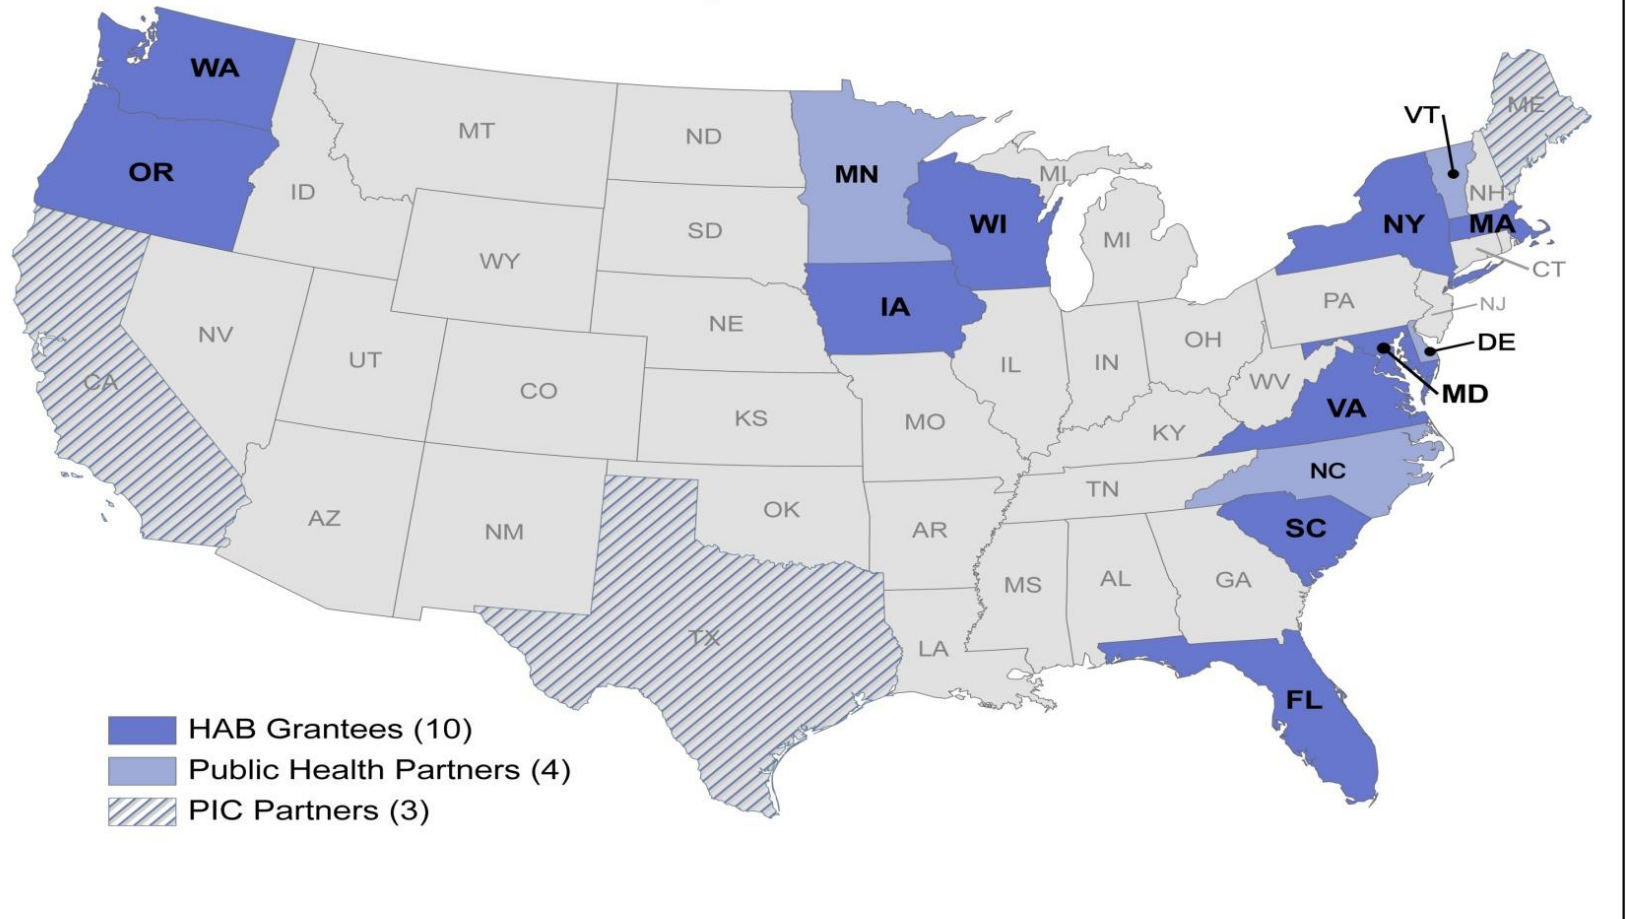 WA
OR
MT
ID
ND
MN
SD
WY
WI
MI
MI
VT
ME
NH
NY
MA
CT
NV
UT
CA
CO
NE
IA
KS
MO
IL
IN
OH
PA
NJ
DE
MD
WV
VA
KY
NC
TN
SC
AZ
NM
OK
AR
TX
LA
MS
AL
GA
FL
HAB Grantees (10)
Public Health Partners (4)
PIC Partners (3)